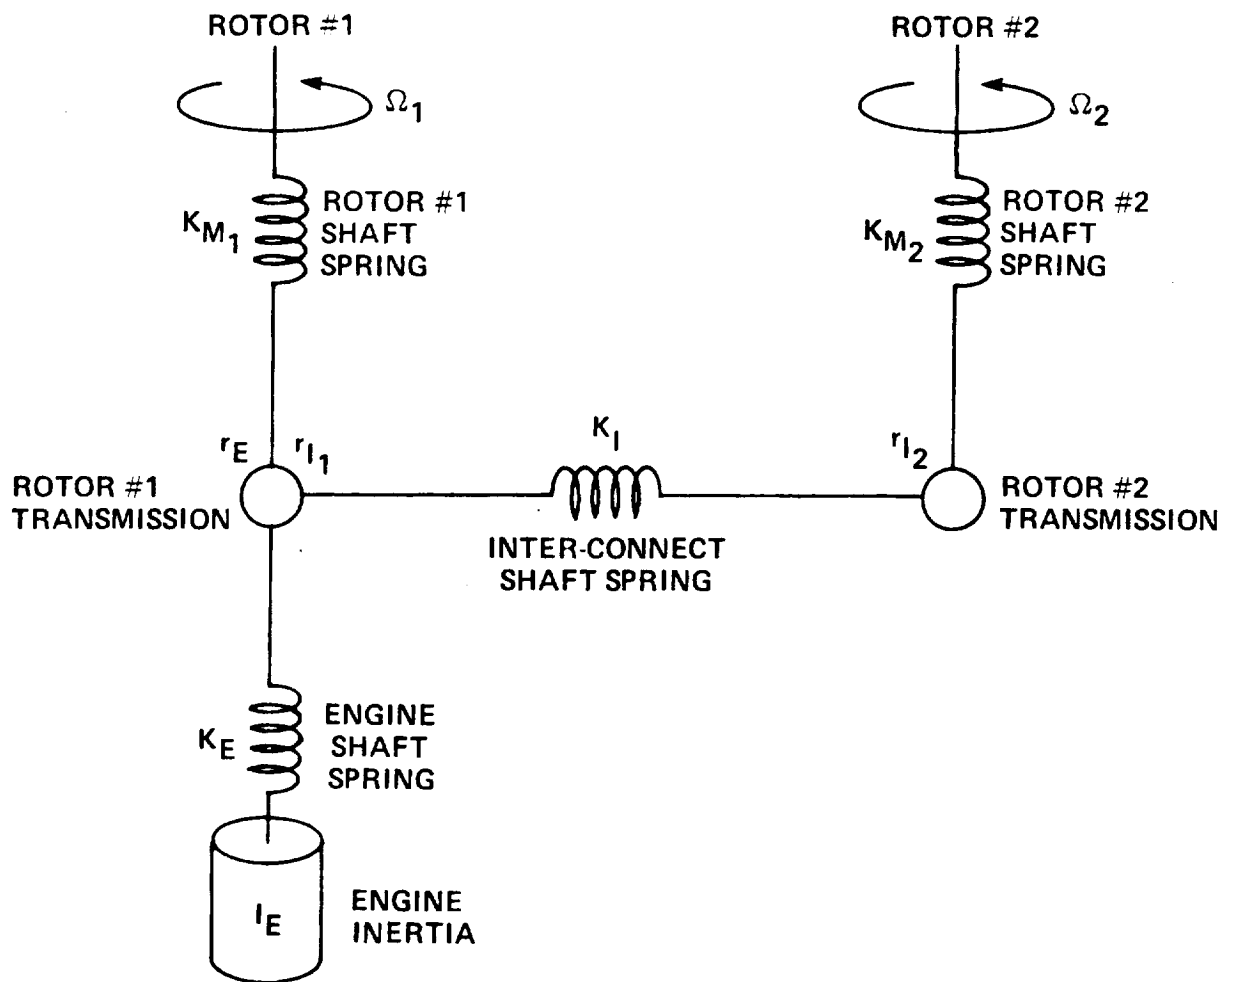 ROTOR #1
ROTOR #2
Ω1
Ω2
KM1
ROTOR #1
SHAFT
SPRING
KM2
ROTOR #2
SHAFT
SPRING
rE
rI1
KI
rI2
ROTOR #1
TRANSMISSION
ROTOR #2
TRANSMISSION
INTER-CONNECT
SHAFT SPRING
KE
ENGINE
SHAFT
SPRING
IE
ENGINE
INERTIA